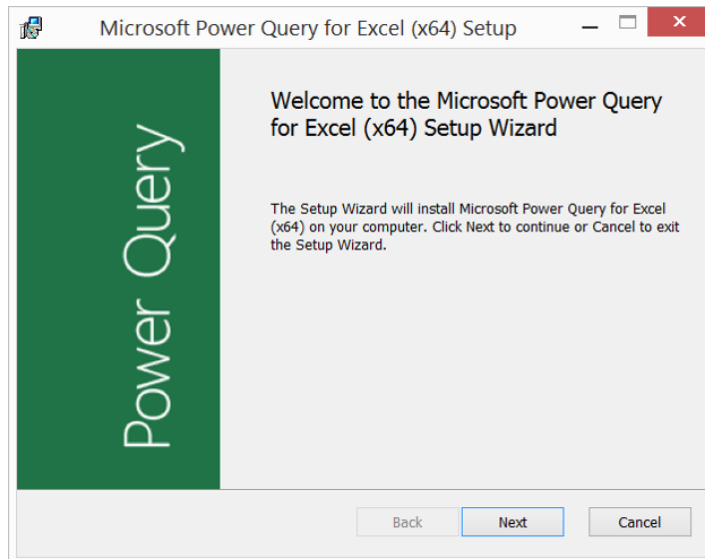 Microsoft Power Query for Excel (x64) Setup
Power Query
Welcome to the Microsoft Power Query
for Excel (x64) Setup Wizard
The Setup Wizard will install Microsoft Power Query for Excel
(x64) on your computer. Click Next to continue or Cancel to exit
the Setup Wizard.
Back Next Cancel